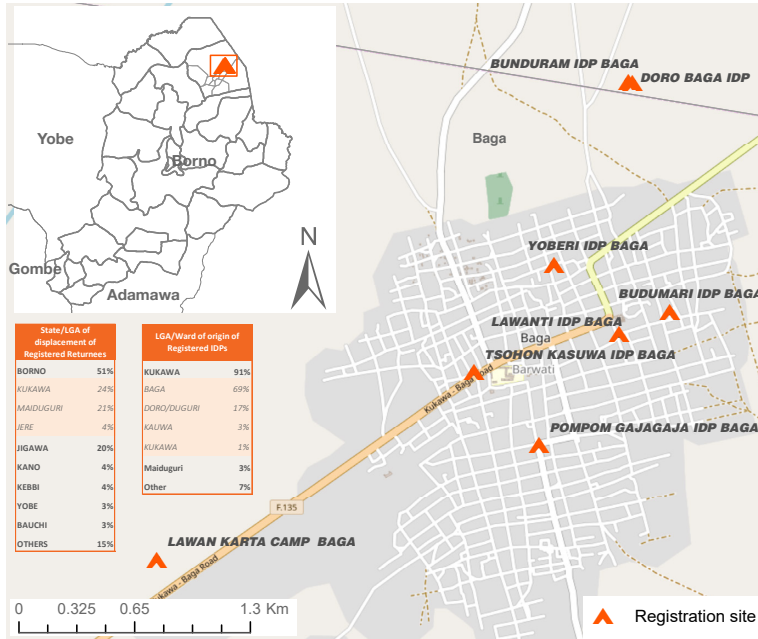 Yobe
Borno
Gombe
Adamawa
N
BUNDURAM IDP BAGA
DORO BAGA IDP
Baga
YOBERI IDP BAGA
BUDUMARI IDP BAGA
LAWANTI IDP BAGA
Baga
TSOHON KASUWA IDP BAGA
Barwati
Kukawa - Baga Road
POMPOM GAJAGAJA IDP BAGA
F.135
LAWAN KARTA CAMP BAGA
Kukawa - Baga Road
State/LGA of
displacement of
Registered Returnees
BORNO 51%
KUKAWA 24%
MAIDUGURI 21%
JERE 4%
JIGAWA 20%
KANO 4%
KEBBI 4%
YOBE 3%
BAUCHI 3%
OTHERS 15%
LGA/Ward of origin of
Registered IDPs
KUKAWA 91%
BAGA 69%
DORO/DUGURI 17%
KAUWA 3%
KUKAWA 1%
Maiduguri 3%
Other 7%
0 0.325 0.65 1.3 Km
Registration site